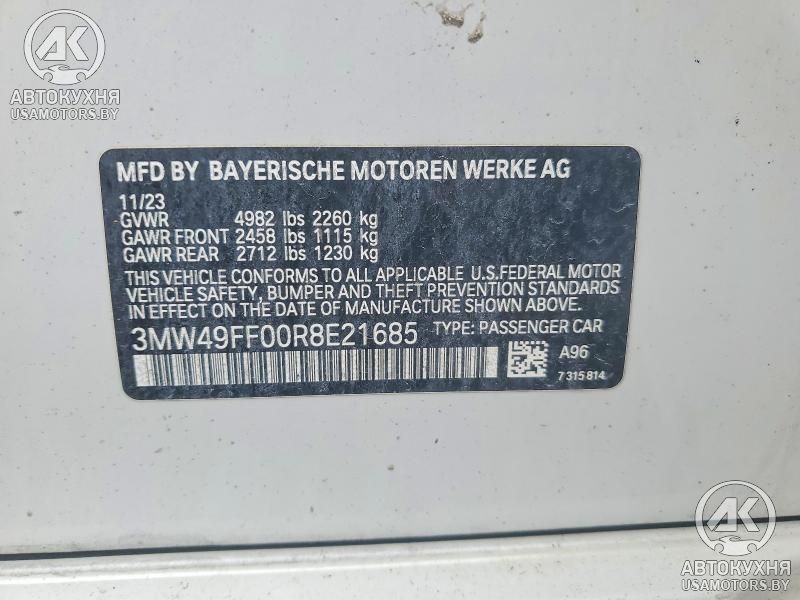 AK
АВТОКУХНЯ
USAMOTORS.BY
MFD BY BAYERISCHE MOTOREN WERKE AG
11/23
GVWR 4982 lbs 2260 kg
GAWR FRONT 2458 lbs 1115 kg
GAWR REAR 2712 lbs 1230 kg
THIS VEHICLE CONFORMS TO ALL APPLICABLE U.S.FEDERAL MOTOR
VEHICLE SAFETY, BUMPER AND THEFT PREVENTION STANDARDS
IN EFFECT ON THE DATE OF MANUFACTURE SHOWN ABOVE.
3MW49FF00R8E21685 TYPE: PASSENGER CAR
A96
7 315 814
AK
АВТОКУХНЯ
USAMOTORS.BY